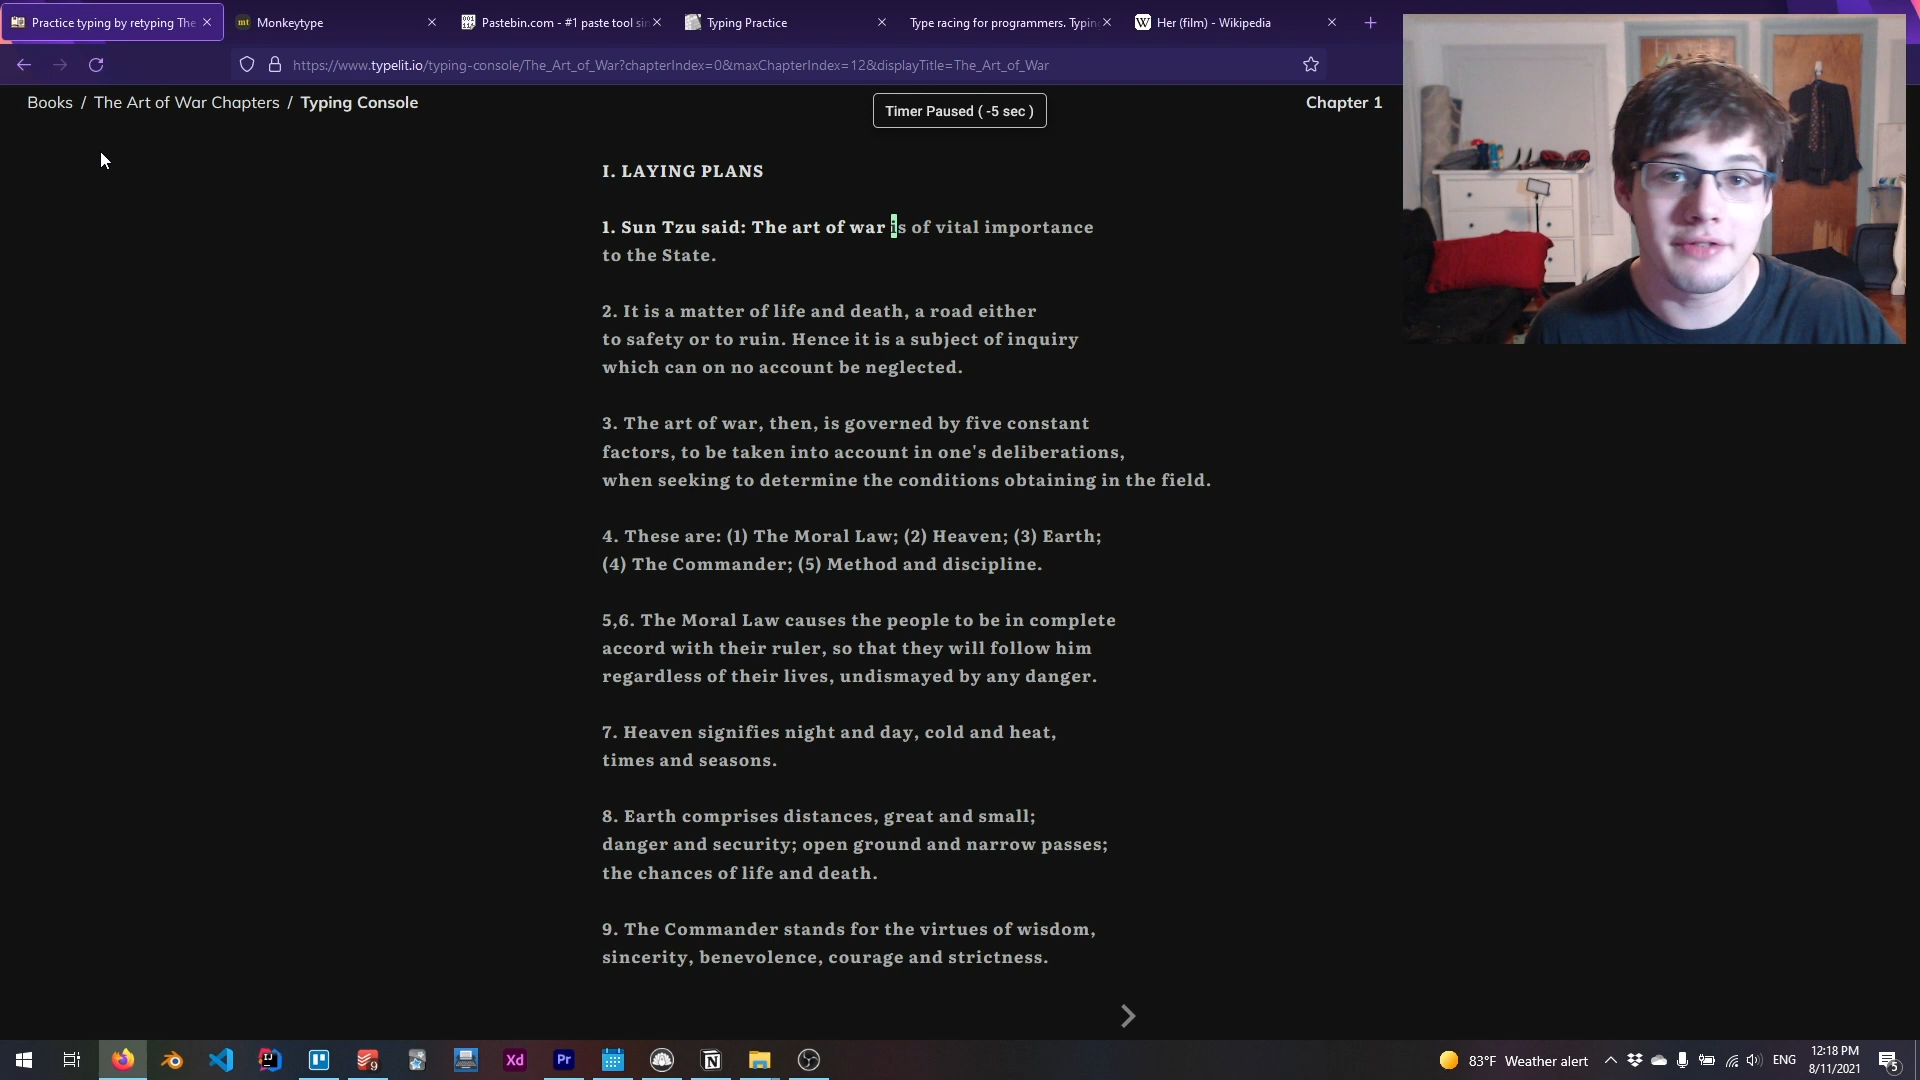 Practice typing by retyping The
Monkeytype
Pastebin.com - #1 paste tool sin
Typing Practice
Type racing for programmers. Typing
Her (film) - Wikipedia
https://www.typelit.io/typing-console/The_Art_of_War?chapterIndex=0&maxChapterIndex=12&displayTitle=The_Art_of_War
Books / The Art of War Chapters / Typing Console
Timer Paused ( -5 sec )
Chapter 1
I. LAYING PLANS
1. Sun Tzu said: The art of war is of vital importance
to the State.
2. It is a matter of life and death, a road either
to safety or to ruin. Hence it is a subject of inquiry
which can on no account be neglected.
3. The art of war, then, is governed by five constant
factors, to be taken into account in one's deliberations,
when seeking to determine the conditions obtaining in the field.
4. These are: (1) The Moral Law; (2) Heaven; (3) Earth;
(4) The Commander; (5) Method and discipline.
5,6. The Moral Law causes the people to be in complete
accord with their ruler, so that they will follow him
regardless of their lives, undismayed by any danger.
7. Heaven signifies night and day, cold and heat,
times and seasons.
8. Earth comprises distances, great and small;
danger and security; open ground and narrow passes;
the chances of life and death.
9. The Commander stands for the virtues of wisdom,
sincerity, benevolence, courage and strictness.
83°F Weather alert
ENG
12:18 PM
8/11/2021